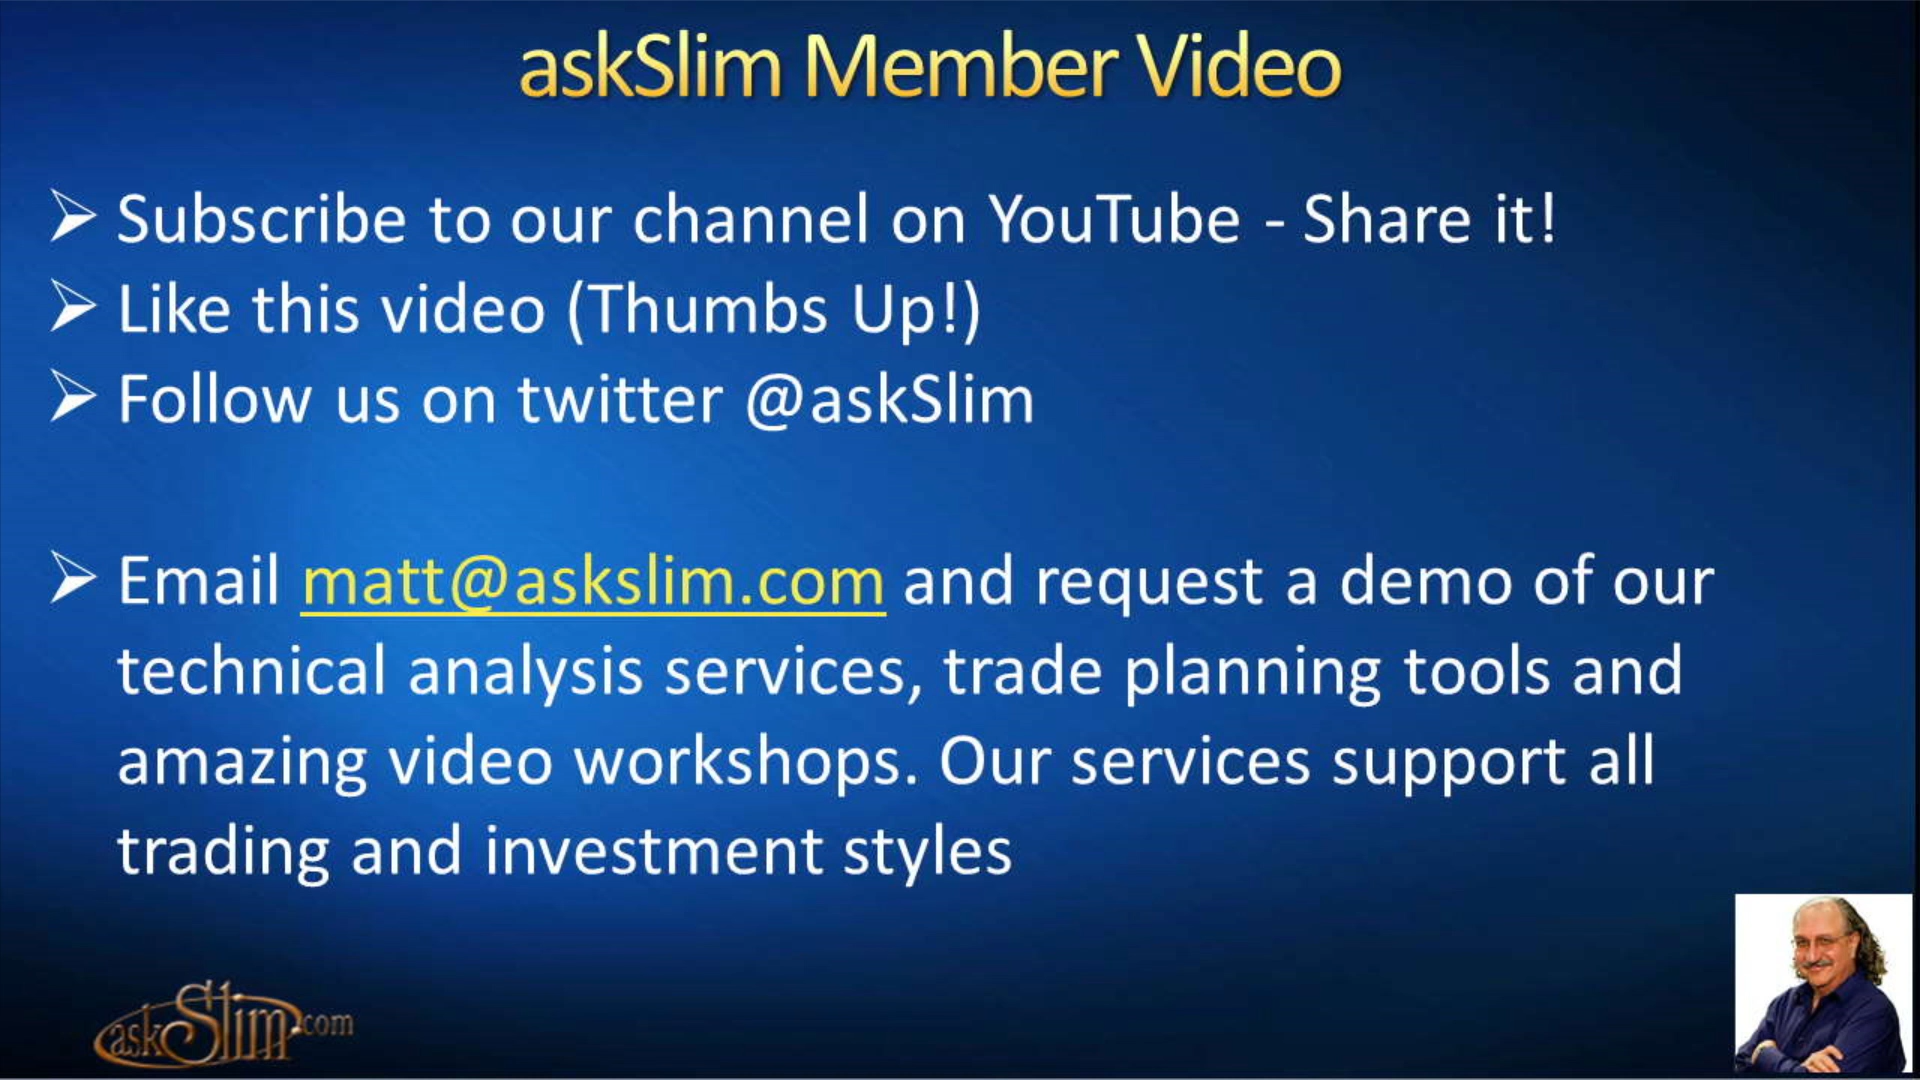 askSlim Member Video
➢ Subscribe to our channel on YouTube - Share it!
➢ Like this video (Thumbs Up!)
➢ Follow us on twitter @askSlim
➢ Email matt@askslim.com and request a demo of our
technical analysis services, trade planning tools and
amazing video workshops. Our services support all
trading and investment styles
askSlim.com